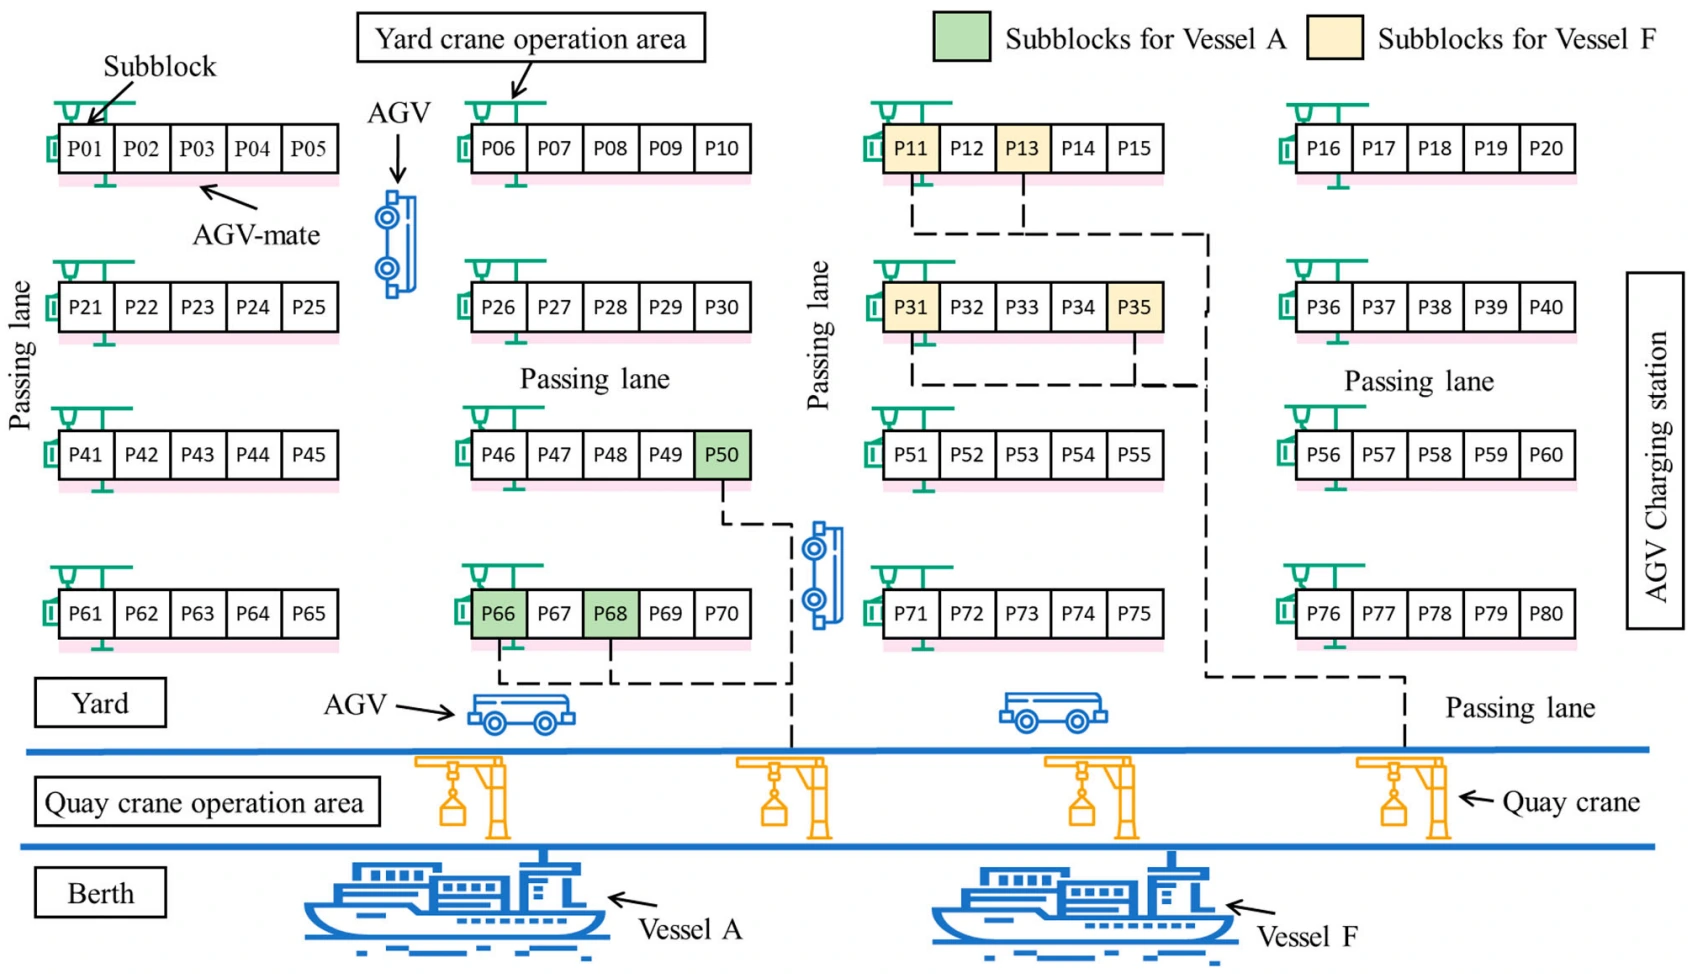 Yard crane operation area
Subblocks for Vessel A
Subblocks for Vessel F
Subblock
AGV
P01 P02 P03 P04 P05
P06 P07 P08 P09 P10
P11 P12 P13 P14 P15
P16 P17 P18 P19 P20
AGV-mate
Passing lane
P21 P22 P23 P24 P25
P26 P27 P28 P29 P30
Passing lane
P31 P32 P33 P34 P35
P36 P37 P38 P39 P40
Passing lane
Passing lane
AGV Charging station
P41 P42 P43 P44 P45
P46 P47 P48 P49 P50
P51 P52 P53 P54 P55
P56 P57 P58 P59 P60
P61 P62 P63 P64 P65
P66 P67 P68 P69 P70
P71 P72 P73 P74 P75
P76 P77 P78 P79 P80
Yard
AGV
Passing lane
Quay crane operation area
Quay crane
Berth
Vessel A
Vessel F